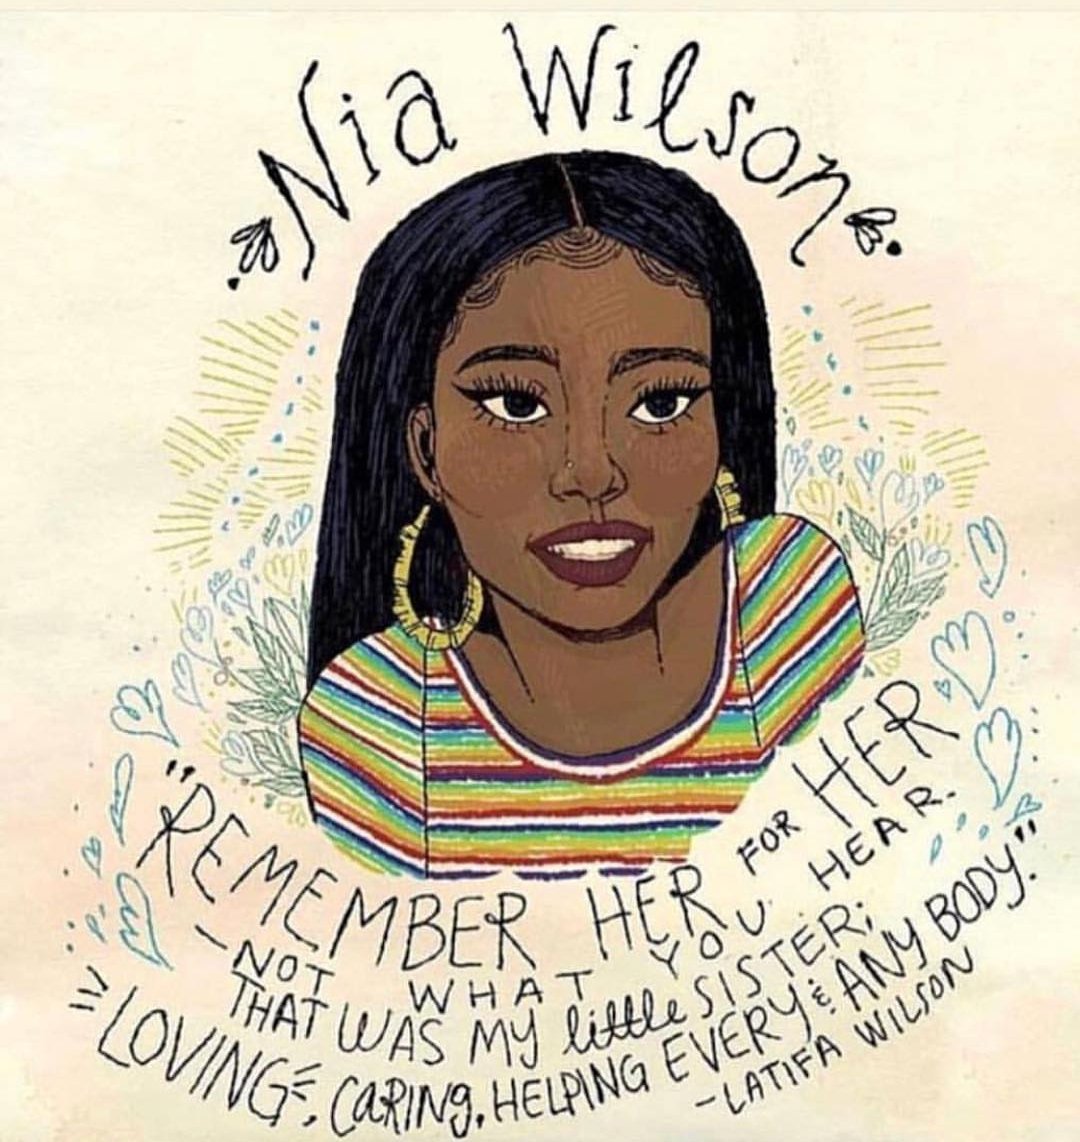 Nia Wilson
"REMEMBER HER FOR HER
- NOT WHAT YOU HEAR.
THAT WAS MY little SISTER;
LOVING, CARING, HELPING EVERY & ANY BODY."
- LATIFA WILSON